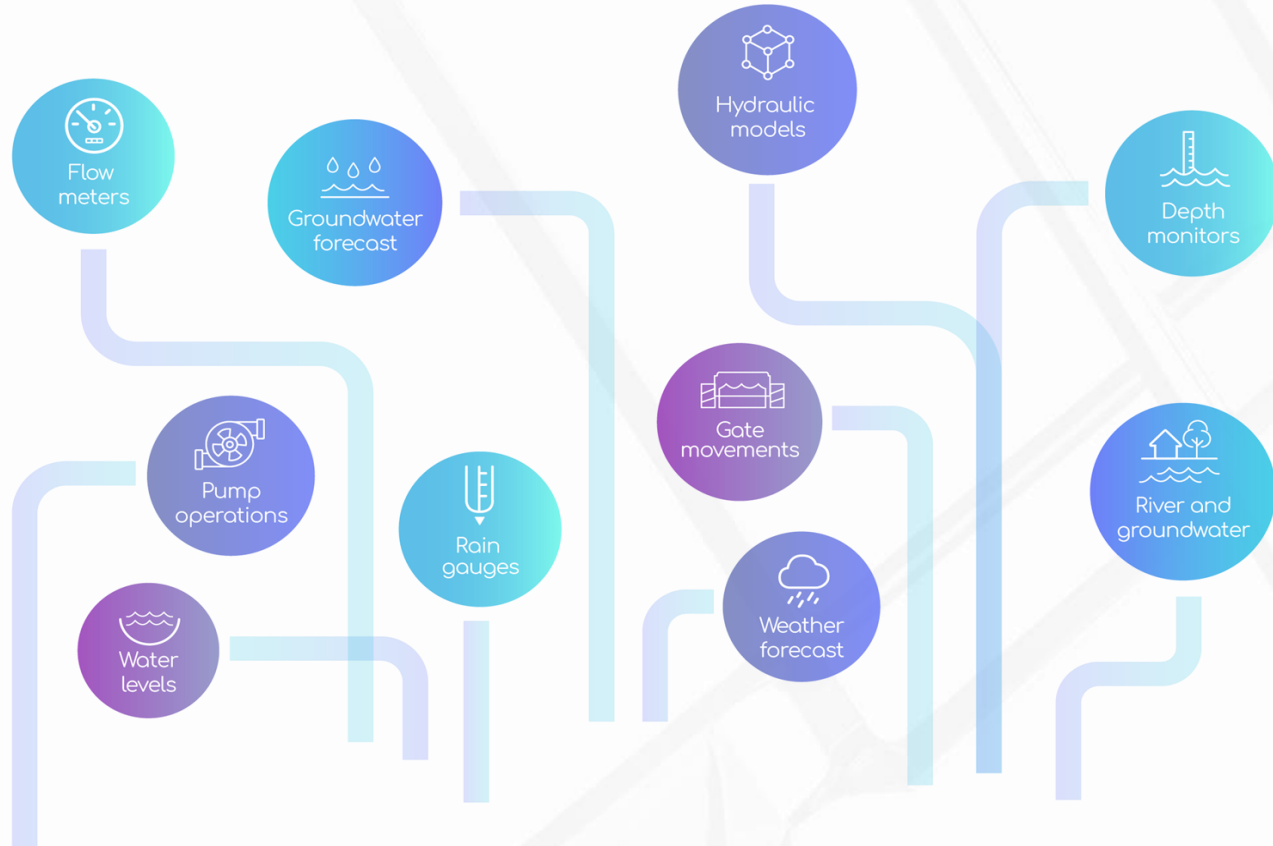 Hydraulic
models
Flow
meters
Groundwater
forecast
Depth
monitors
Gate
movements
Pump
operations
River and
groundwater
Rain
gauges
Weather
forecast
Water
levels